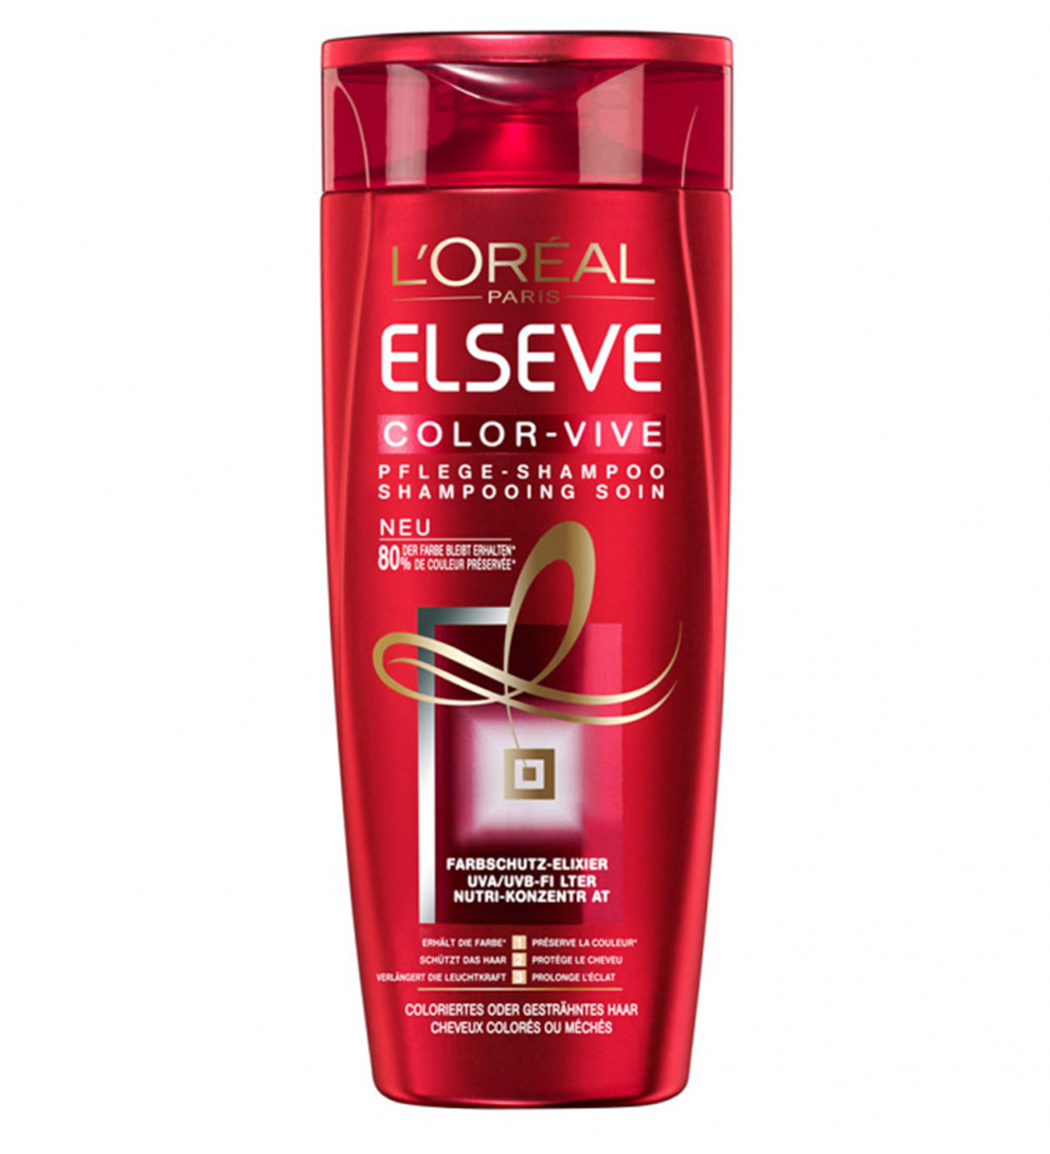 L'ORÉAL
PARIS
ELSEVE
COLOR-VIVE
PFLEGE-SHAMPOO
SHAMPOOING SOIN
NEU
80% DER FARBE BLEIBT ERHALTEN*
DE COULEUR PRÉSERVÉE*
FARBSCHUTZ-ELIXIER
UVA/UVB-FI LTER
NUTRI-KONZENTR AT
ERHÄLT DIE FARBE* 1 PRÉSERVE LA COULEUR*
SCHÜTZT DAS HAAR 2 PROTÉGE LE CHEVEU
VERLÄNGERT DIE LEUCHTKRAFT 3 PROLONGE L'ÉCLAT
COLORIERTES ODER GESTRÄHNTES HAAR
CHEVEUX COLORÉS OU MÉCHÉS